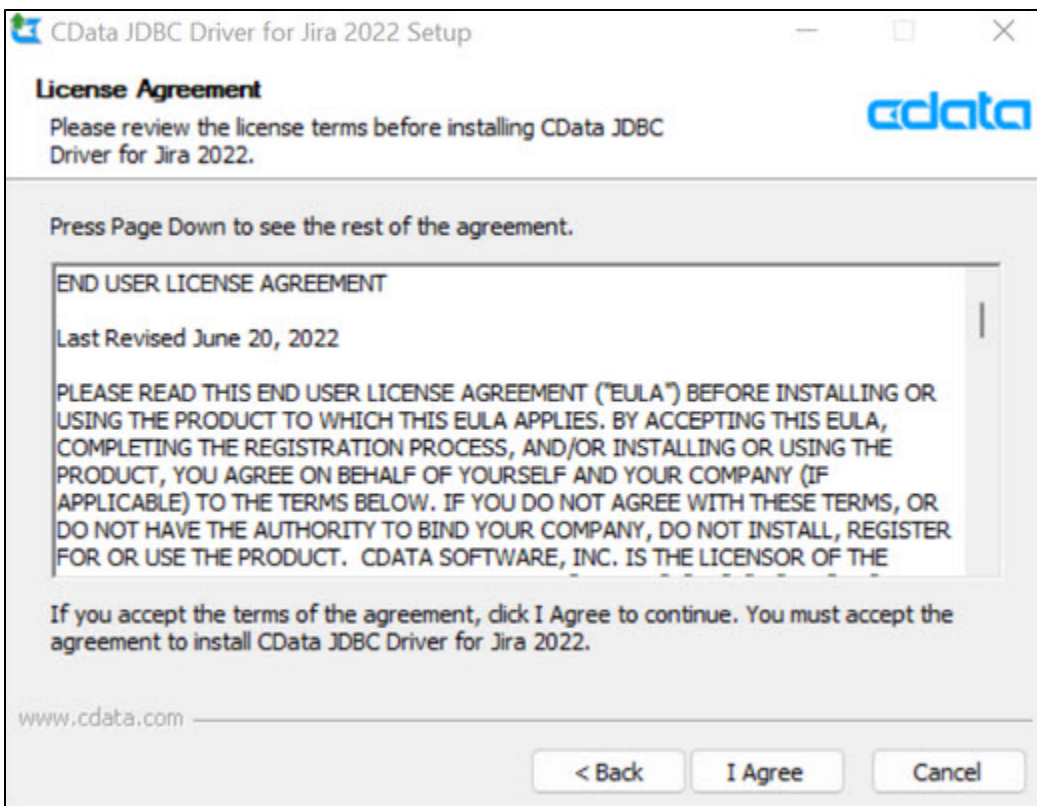 CData JDBC Driver for Jira 2022 Setup
License Agreement
cdata
Please review the license terms before installing CData JDBC
Driver for Jira 2022.
Press Page Down to see the rest of the agreement.
END USER LICENSE AGREEMENT
Last Revised June 20, 2022
PLEASE READ THIS END USER LICENSE AGREEMENT ("EULA") BEFORE INSTALLING OR
USING THE PRODUCT TO WHICH THIS EULA APPLIES. BY ACCEPTING THIS EULA,
COMPLETING THE REGISTRATION PROCESS, AND/OR INSTALLING OR USING THE
PRODUCT, YOU AGREE ON BEHALF OF YOURSELF AND YOUR COMPANY (IF
APPLICABLE) TO THE TERMS BELOW. IF YOU DO NOT AGREE WITH THESE TERMS, OR
DO NOT HAVE THE AUTHORITY TO BIND YOUR COMPANY, DO NOT INSTALL, REGISTER
FOR OR USE THE PRODUCT.  CDATA SOFTWARE, INC. IS THE LICENSOR OF THE
If you accept the terms of the agreement, click I Agree to continue. You must accept the
agreement to install CData JDBC Driver for Jira 2022.
www.cdata.com
< Back
I Agree
Cancel